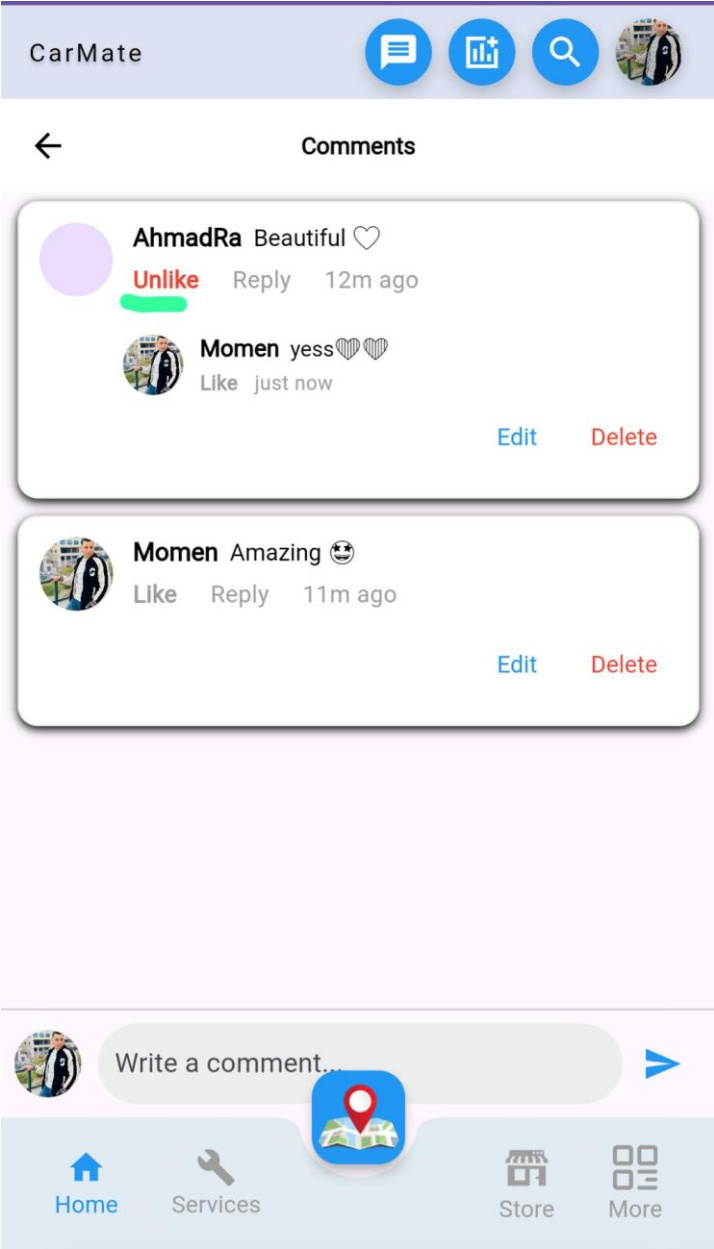 CarMate
Comments
AhmadRa Beautiful ♡
Unlike Reply 12m ago
Momen yess
Like just now
Edit Delete
Momen Amazing 🤩
Like Reply 11m ago
Edit Delete
Write a comment...
Home Services Store More